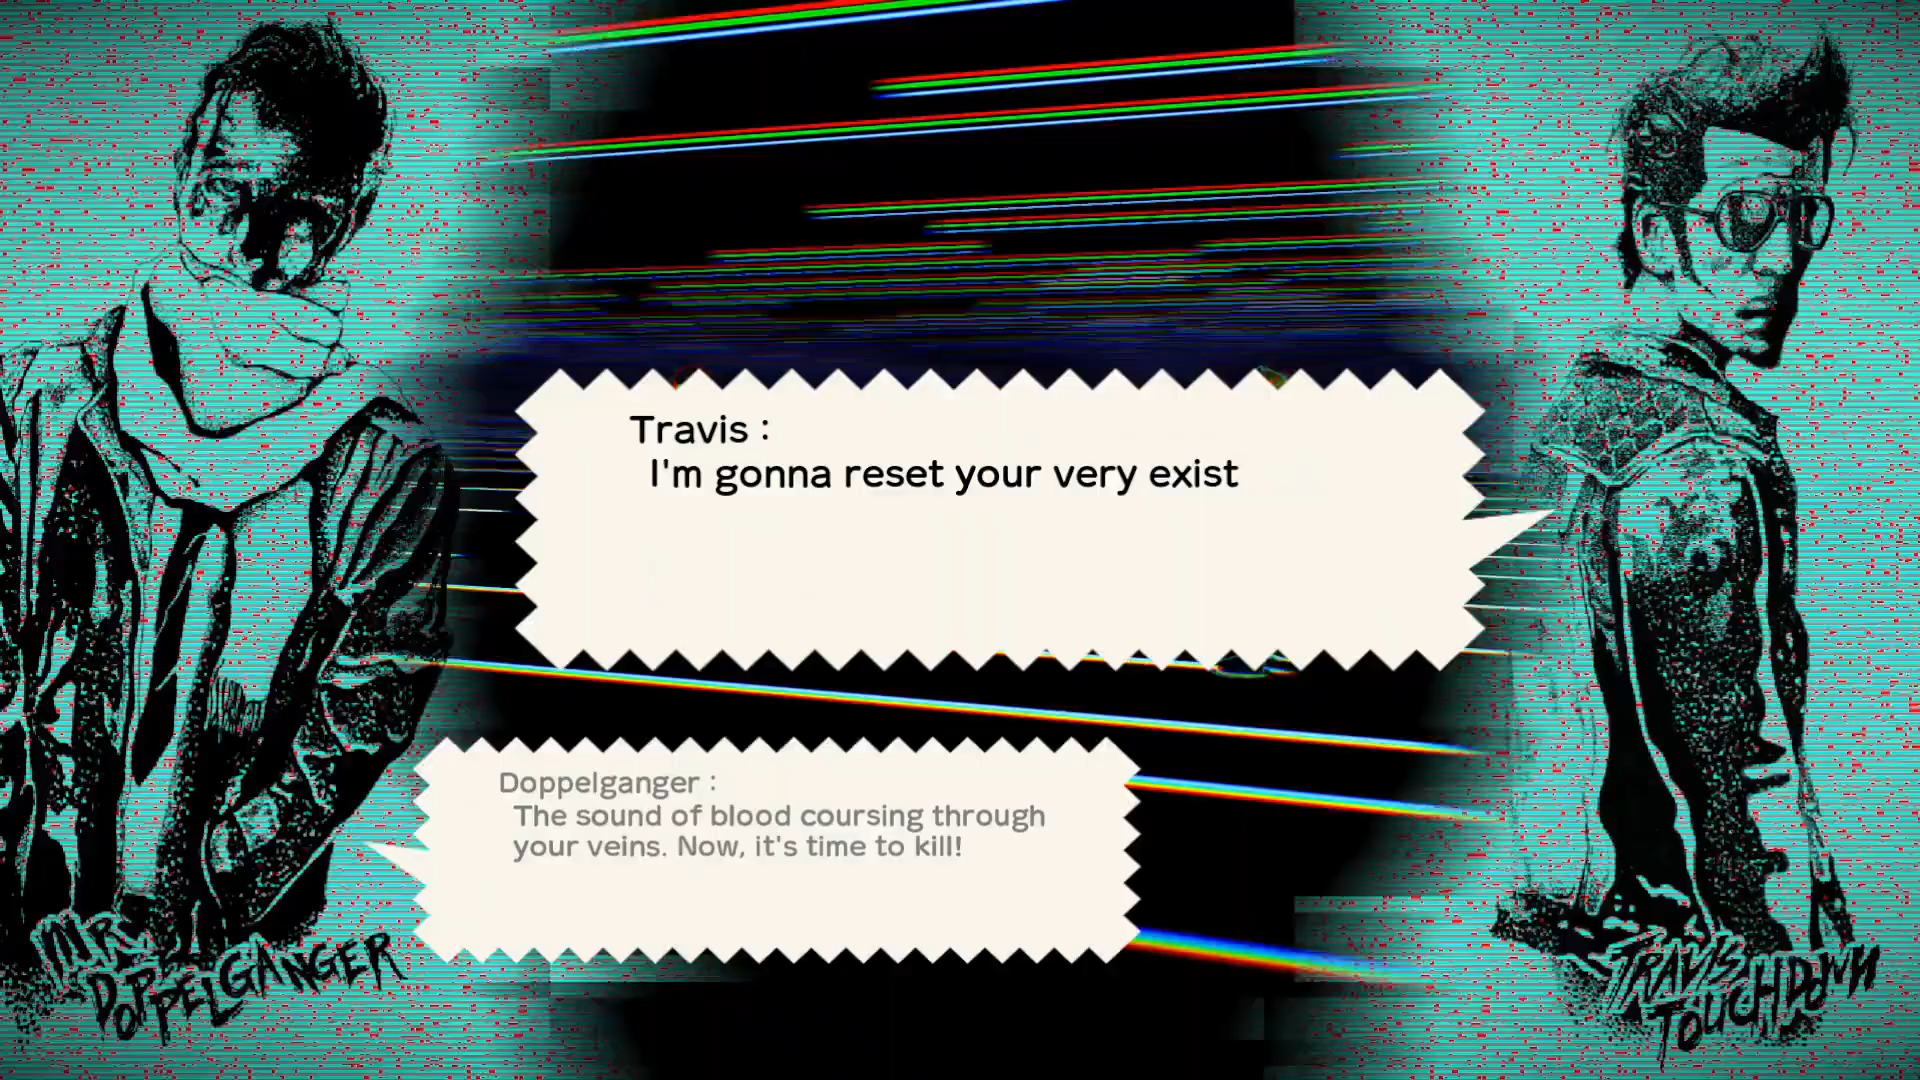 Travis :
I'm gonna reset your very exist
Doppelganger :
The sound of blood coursing through
your veins. Now, it's time to kill!
MR.
DOPPELGANGER
TRAVIS
TOUCHDOWN